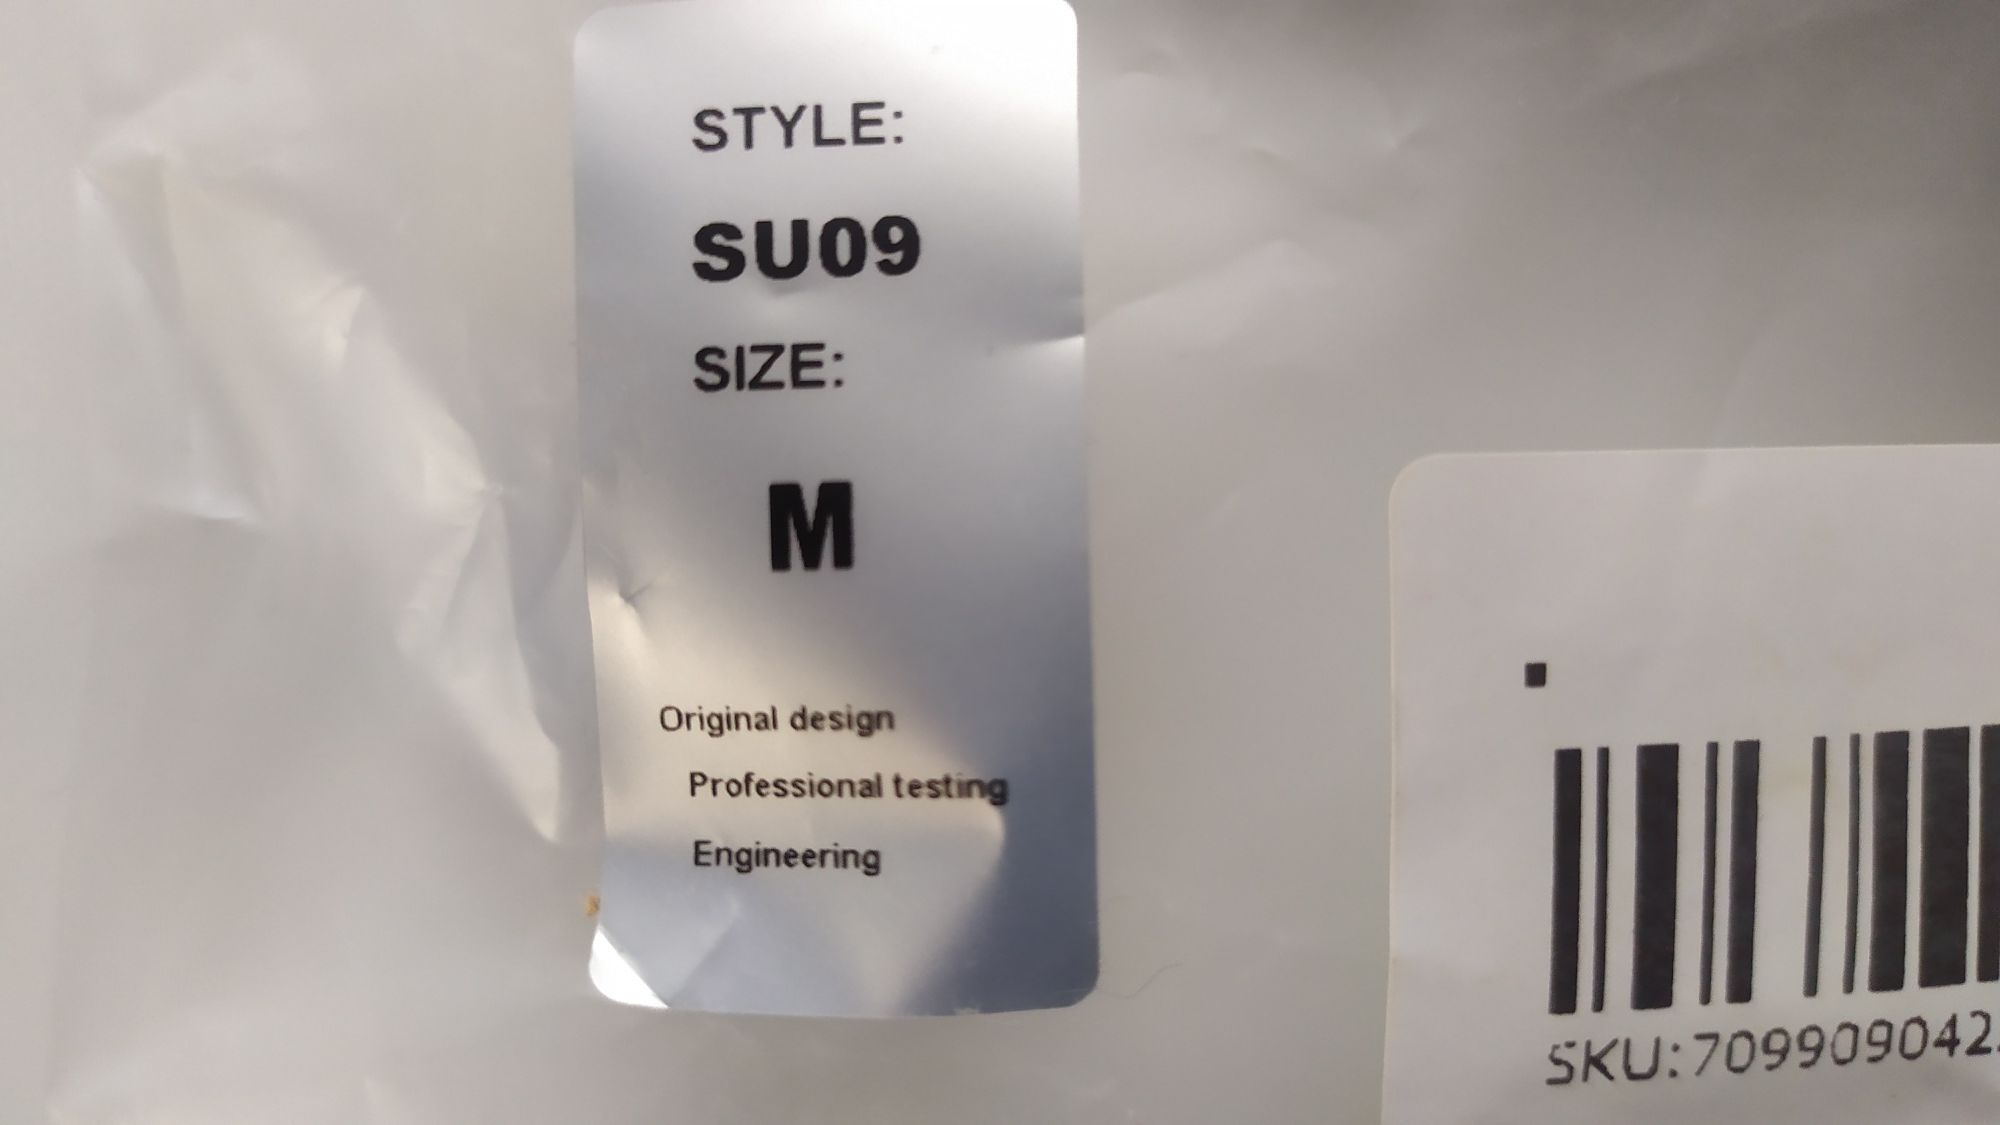 STYLE:
SU09
SIZE:
M
Original design
Professional testing
Engineering
SKU:709909042